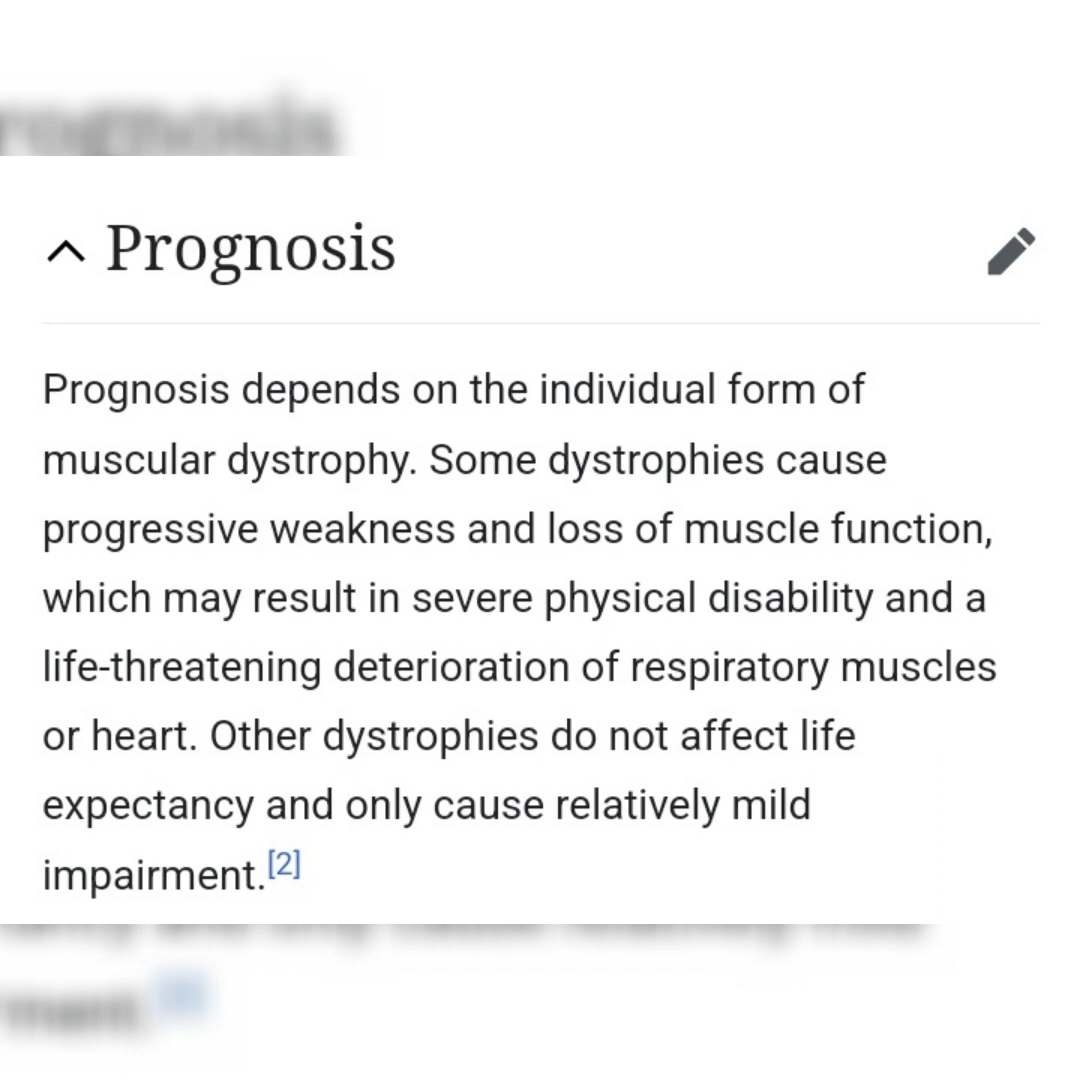 Prognosis
Prognosis depends on the individual form of
muscular dystrophy. Some dystrophies cause
progressive weakness and loss of muscle function,
which may result in severe physical disability and a
life-threatening deterioration of respiratory muscles
or heart. Other dystrophies do not affect life
expectancy and only cause relatively mild
impairment.[2]